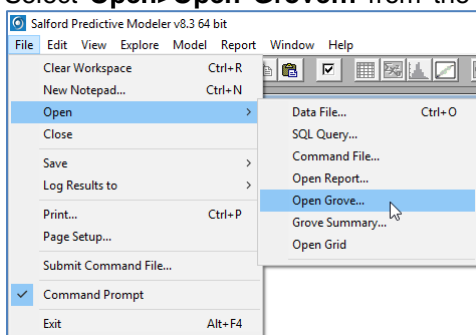 Select Open>Open Grove... from the
Salford Predictive Modeler v8.3 64 bit
File Edit View Explore Model Report Window Help
Clear Workspace Ctrl+R
New Notepad... Ctrl+N
Open >
Data File... Ctrl+O
Close
SQL Query...
Command File...
Save >
Open Report...
Log Results to >
Open Grove...
Print... Ctrl+P
Grove Summary...
Page Setup...
Open Grid
Submit Command File...
Command Prompt
Exit Alt+F4